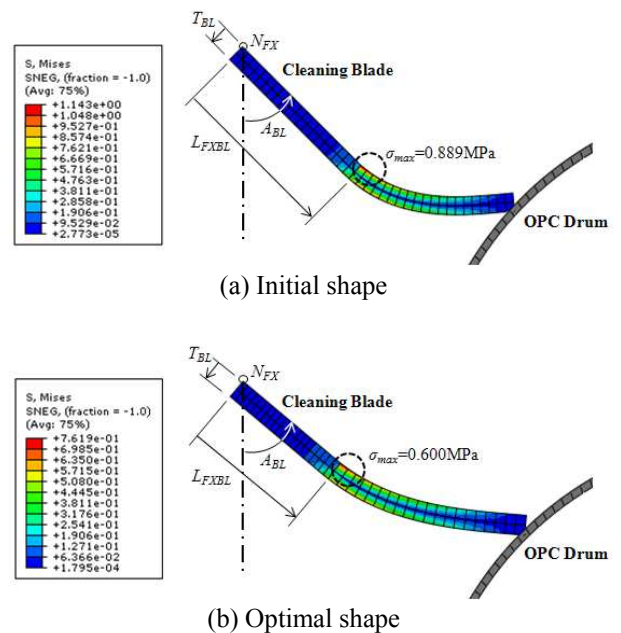 T_BL
N_FX
S, Mises
SNEG, (fraction = -1.0)
(Avg: 75%)
+1.143e+00
+1.048e+00
+9.527e-01
+8.574e-01
+7.621e-01
+6.669e-01
+5.716e-01
+4.763e-01
+3.811e-01
+2.858e-01
+1.906e-01
+9.529e-02
+2.773e-05
Cleaning Blade
L_FXBL
A_BL
σ_max=0.889MPa
OPC Drum
(a) Initial shape
T_BL
N_FX
S, Mises
SNEG, (fraction = -1.0)
(Avg: 75%)
+7.619e-01
+6.985e-01
+6.350e-01
+5.715e-01
+5.080e-01
+4.445e-01
+3.811e-01
+3.176e-01
+2.541e-01
+1.906e-01
+1.271e-01
+6.366e-02
+1.795e-04
Cleaning Blade
L_FXBL
A_BL
σ_max=0.600MPa
OPC Drum
(b) Optimal shape